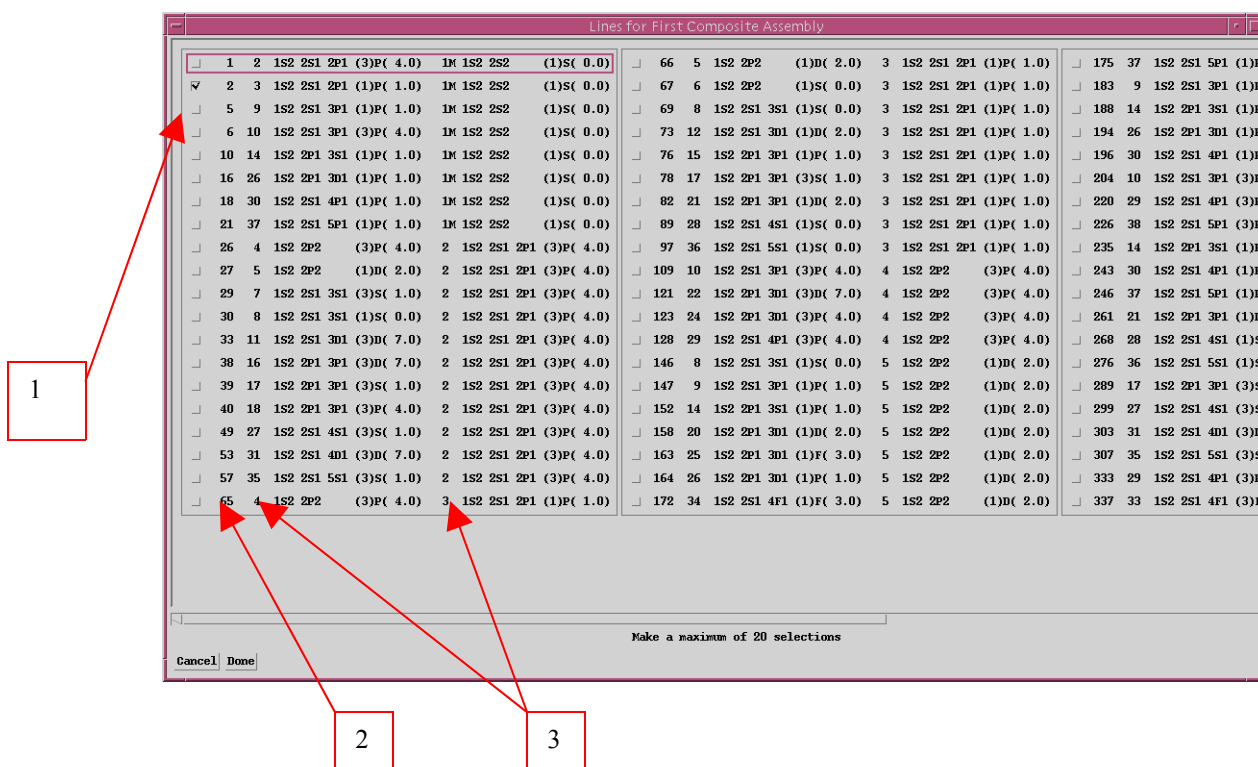 Lines for First Composite Assembly
1 2 1S2 2S1 2P1 (3)P( 4.0) 1M 1S2 2S2 (1)S( 0.0)
2 3 1S2 2S1 2P1 (1)P( 1.0) 1M 1S2 2S2 (1)S( 0.0)
5 9 1S2 2S1 3P1 (1)P( 1.0) 1M 1S2 2S2 (1)S( 0.0)
6 10 1S2 2S1 3P1 (3)P( 4.0) 1M 1S2 2S2 (1)S( 0.0)
10 14 1S2 2P1 3S1 (1)P( 1.0) 1M 1S2 2S2 (1)S( 0.0)
16 26 1S2 2P1 3D1 (1)P( 1.0) 1M 1S2 2S2 (1)S( 0.0)
18 30 1S2 2S1 4P1 (1)P( 1.0) 1M 1S2 2S2 (1)S( 0.0)
21 37 1S2 2S1 5P1 (1)P( 1.0) 1M 1S2 2S2 (1)S( 0.0)
26 4 1S2 2P2 (3)P( 4.0) 2 1S2 2S1 2P1 (3)P( 4.0)
27 5 1S2 2P2 (1)D( 2.0) 2 1S2 2S1 2P1 (3)P( 4.0)
29 7 1S2 2S1 3S1 (3)S( 1.0) 2 1S2 2S1 2P1 (3)P( 4.0)
30 8 1S2 2S1 3S1 (1)S( 0.0) 2 1S2 2S1 2P1 (3)P( 4.0)
33 11 1S2 2S1 3D1 (3)D( 7.0) 2 1S2 2S1 2P1 (3)P( 4.0)
38 16 1S2 2P1 3P1 (3)D( 7.0) 2 1S2 2S1 2P1 (3)P( 4.0)
39 17 1S2 2P1 3P1 (3)S( 1.0) 2 1S2 2S1 2P1 (3)P( 4.0)
40 18 1S2 2P1 3P1 (3)P( 4.0) 2 1S2 2S1 2P1 (3)P( 4.0)
49 27 1S2 2S1 4S1 (3)S( 1.0) 2 1S2 2S1 2P1 (3)P( 4.0)
53 31 1S2 2S1 4D1 (3)D( 7.0) 2 1S2 2S1 2P1 (3)P( 4.0)
57 35 1S2 2S1 5S1 (3)S( 1.0) 2 1S2 2S1 2P1 (3)P( 4.0)
65 4 1S2 2P2 (3)P( 4.0) 3 1S2 2S1 2P1 (1)P( 1.0)
66 5 1S2 2P2 (1)D( 2.0) 3 1S2 2S1 2P1 (1)P( 1.0)
67 6 1S2 2P2 (1)S( 0.0) 3 1S2 2S1 2P1 (1)P( 1.0)
69 8 1S2 2S1 3S1 (1)S( 0.0) 3 1S2 2S1 2P1 (1)P( 1.0)
73 12 1S2 2S1 3D1 (1)D( 2.0) 3 1S2 2S1 2P1 (1)P( 1.0)
76 15 1S2 2P1 3P1 (1)P( 1.0) 3 1S2 2S1 2P1 (1)P( 1.0)
78 17 1S2 2P1 3P1 (3)S( 1.0) 3 1S2 2S1 2P1 (1)P( 1.0)
82 21 1S2 2P1 3P1 (1)D( 2.0) 3 1S2 2S1 2P1 (1)P( 1.0)
89 28 1S2 2S1 4S1 (1)S( 0.0) 3 1S2 2S1 2P1 (1)P( 1.0)
97 36 1S2 2S1 5S1 (1)S( 0.0) 3 1S2 2S1 2P1 (1)P( 1.0)
109 10 1S2 2S1 3P1 (3)P( 4.0) 4 1S2 2P2 (3)P( 4.0)
121 22 1S2 2P1 3D1 (3)D( 7.0) 4 1S2 2P2 (3)P( 4.0)
123 24 1S2 2P1 3D1 (3)P( 4.0) 4 1S2 2P2 (3)P( 4.0)
128 29 1S2 2S1 4P1 (3)P( 4.0) 4 1S2 2P2 (3)P( 4.0)
146 8 1S2 2S1 3S1 (1)S( 0.0) 5 1S2 2P2 (1)D( 2.0)
147 9 1S2 2S1 3P1 (1)P( 1.0) 5 1S2 2P2 (1)D( 2.0)
152 14 1S2 2P1 3S1 (1)P( 1.0) 5 1S2 2P2 (1)D( 2.0)
158 20 1S2 2P1 3D1 (1)D( 2.0) 5 1S2 2P2 (1)D( 2.0)
163 25 1S2 2P1 3D1 (1)F( 3.0) 5 1S2 2P2 (1)D( 2.0)
164 26 1S2 2P1 3D1 (1)P( 1.0) 5 1S2 2P2 (1)D( 2.0)
172 34 1S2 2S1 4F1 (1)F( 3.0) 5 1S2 2P2 (1)D( 2.0)
175 37 1S2 2S1 5P1 (1)
183 9 1S2 2S1 3P1 (1)
188 14 1S2 2P1 3S1 (1)
194 26 1S2 2P1 3D1 (1)
196 30 1S2 2S1 4P1 (1)
204 10 1S2 2S1 3P1 (3)
220 29 1S2 2S1 4P1 (3)
226 38 1S2 2S1 5P1 (3)
235 14 1S2 2P1 3S1 (1)
243 30 1S2 2S1 4P1 (1)
246 37 1S2 2S1 5P1 (1)
261 21 1S2 2P1 3P1 (1)
268 28 1S2 2S1 4S1 (1)
276 36 1S2 2S1 5S1 (1)
289 17 1S2 2P1 3P1 (3)
299 27 1S2 2S1 4S1 (3)
303 31 1S2 2S1 4D1 (3)
307 35 1S2 2S1 5S1 (3)
333 29 1S2 2S1 4P1 (3)
337 33 1S2 2S1 4F1 (3)
Make a maximum of 20 selections
Cancel Done
1
2
3